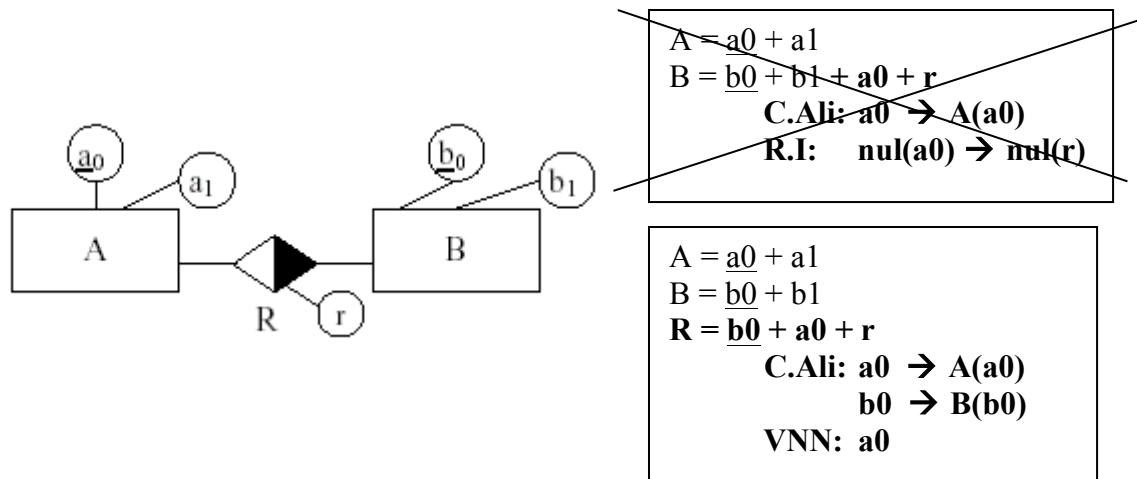 a0
a1
A
R
r
b0
b1
B
A = a0 + a1
B = b0 + b1 + a0 + r
C.Ali: a0 → A(a0)
R.I: nul(a0) → nul(r)
A = a0 + a1
B = b0 + b1
R = b0 + a0 + r
C.Ali: a0 → A(a0)
b0 → B(b0)
VNN: a0